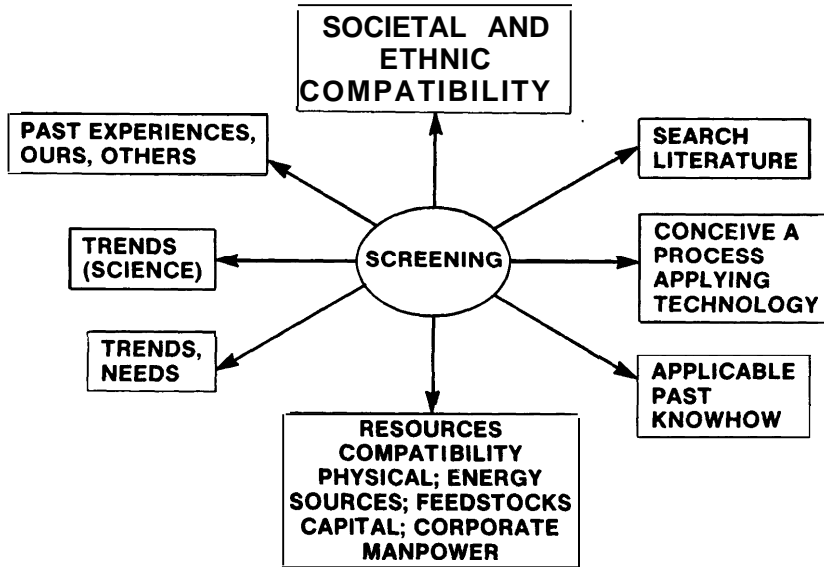 SOCIETAL AND
ETHNIC
COMPATIBILITY
PAST EXPERIENCES,
OURS, OTHERS
SEARCH
LITERATURE
TRENDS
(SCIENCE)
SCREENING
CONCEIVE A
PROCESS
APPLYING
TECHNOLOGY
TRENDS,
NEEDS
APPLICABLE
PAST
KNOWHOW
RESOURCES
COMPATIBILITY
PHYSICAL; ENERGY
SOURCES; FEEDSTOCKS
CAPITAL; CORPORATE
MANPOWER